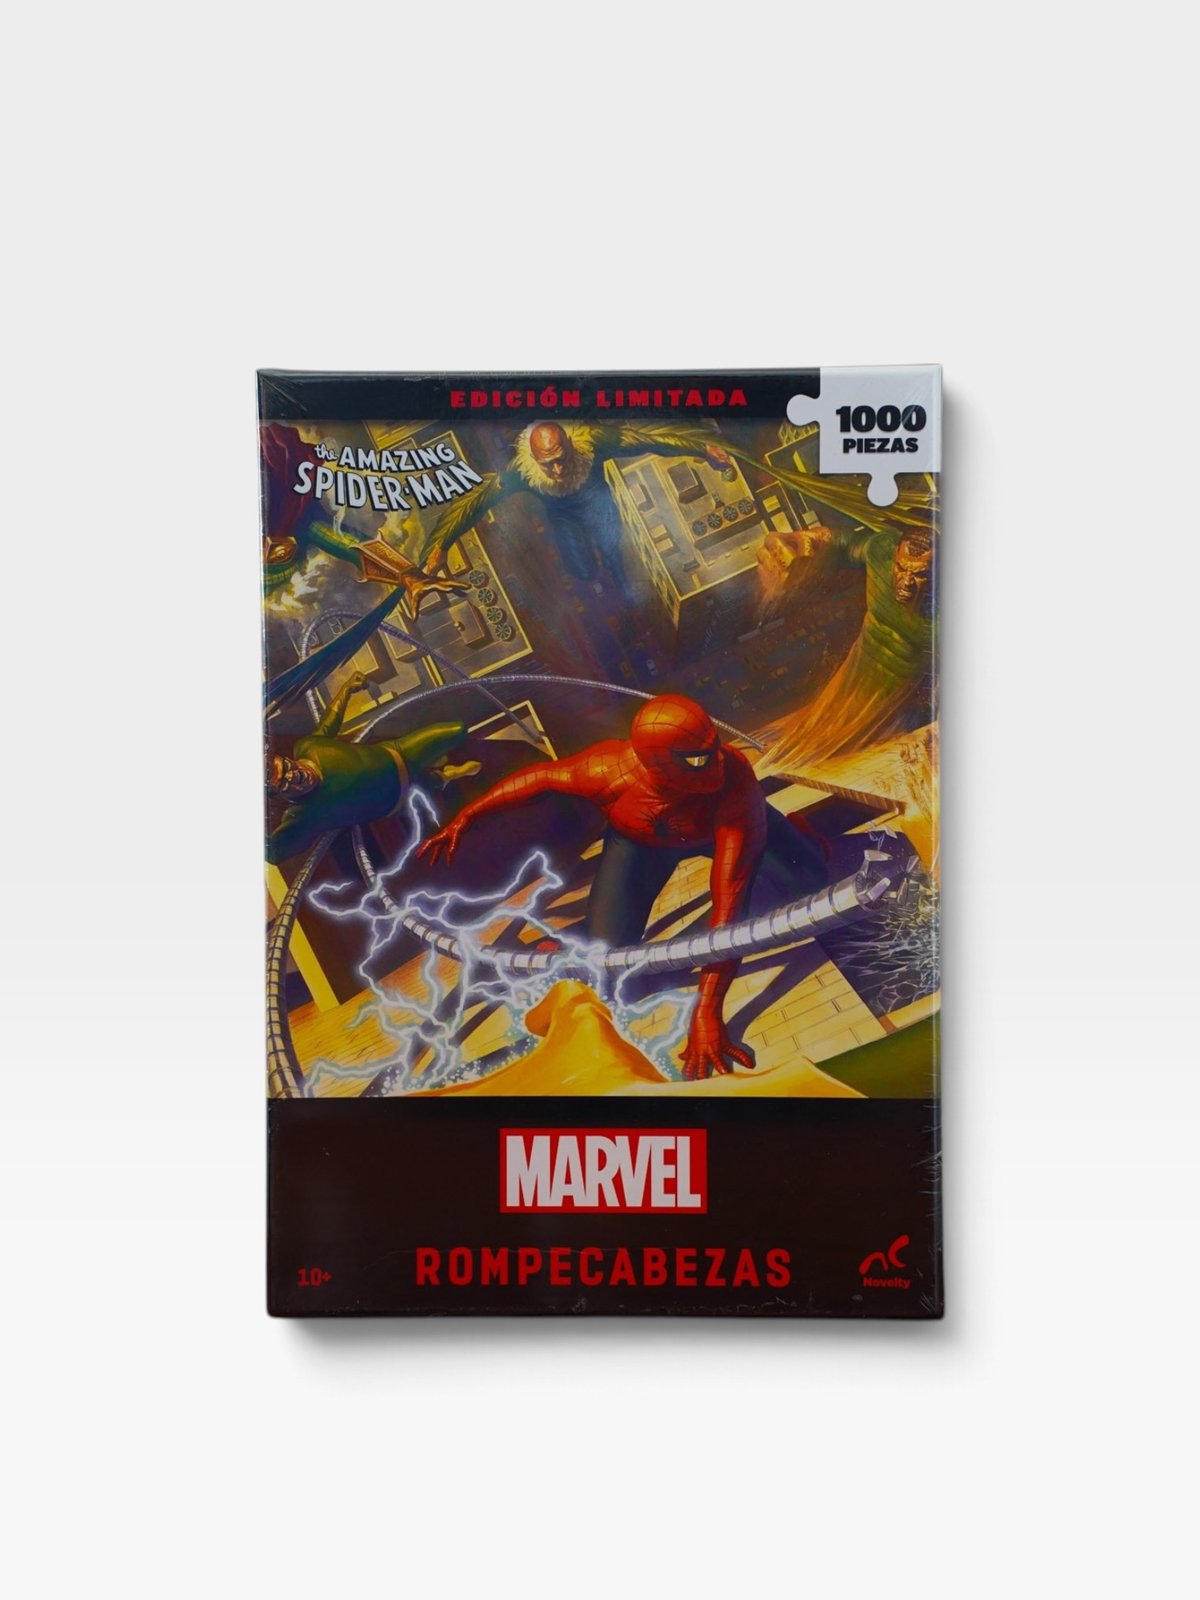 EDICIÓN LIMITADA
1000
PIEZAS
the AMAZING
SPIDER-MAN
MARVEL
ROMPECABEZAS
10+
Novelty